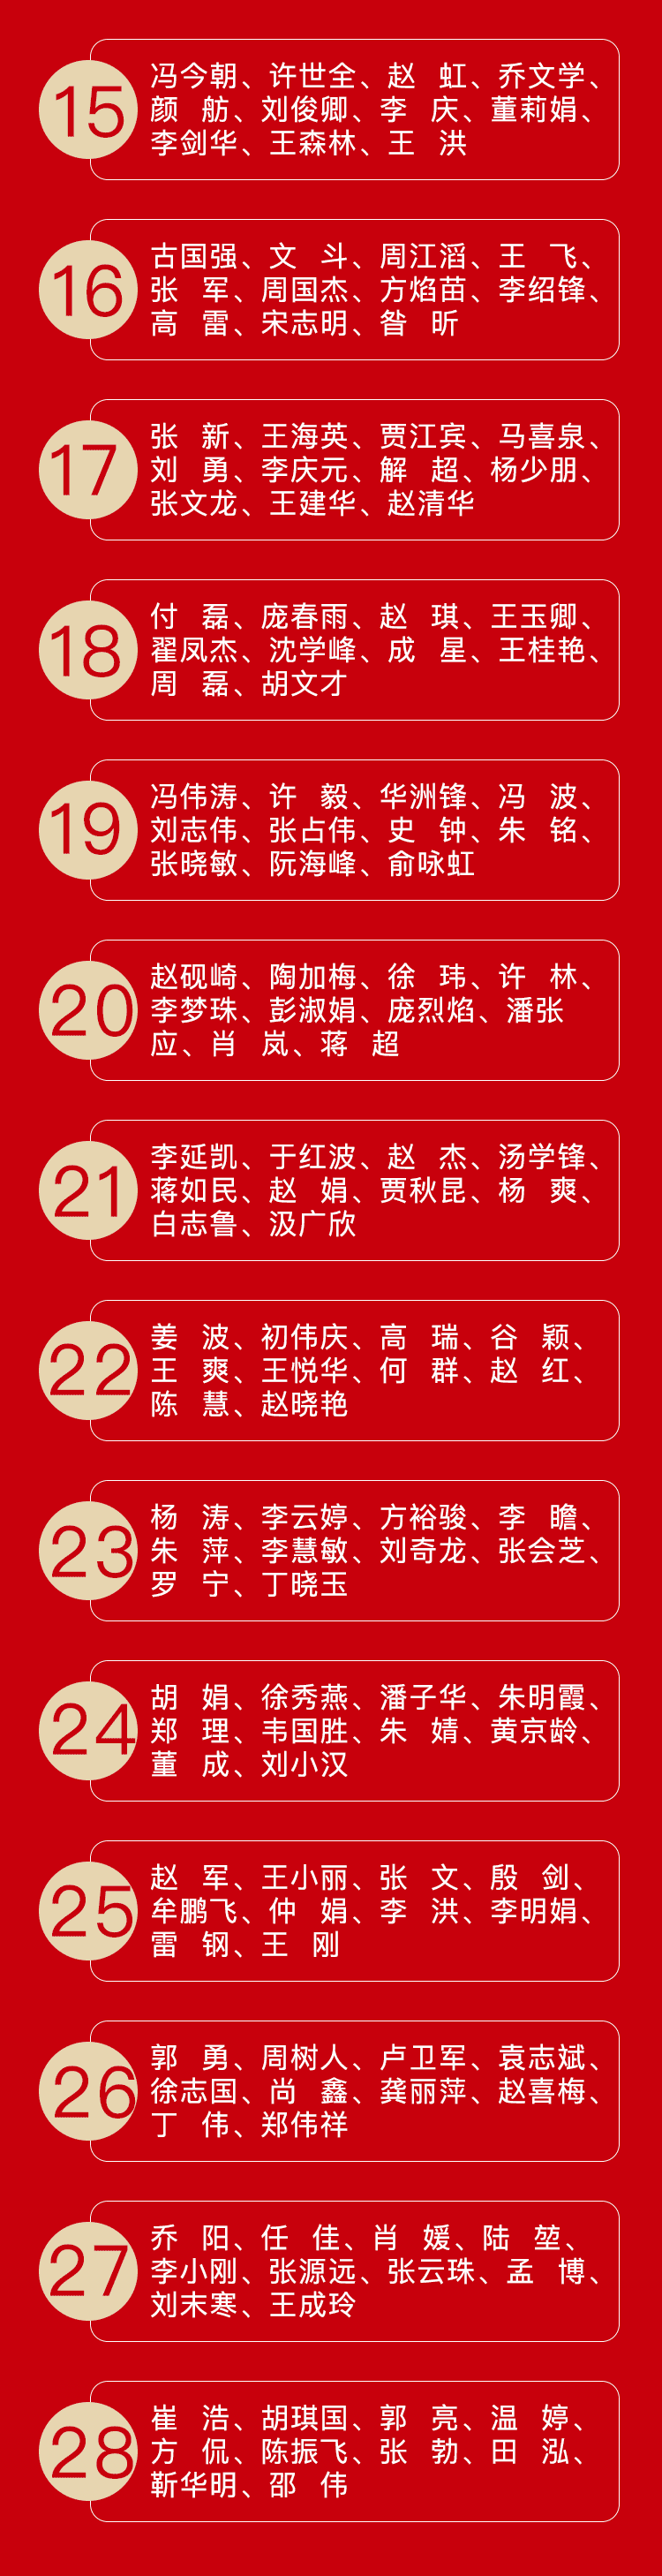 15
冯今朝、许世全、赵 虹、乔文学、
颜 舫、刘俊卿、李 庆、董莉娟、
李剑华、王森林、王 洪
16
古国强、文 斗、周江滔、王 飞、
张 军、周国杰、方焰苗、李绍锋、
高 雷、宋志明、昝 昕
17
张 新、王海英、贾江宾、马喜泉、
刘 勇、李庆元、解 超、杨少朋、
张文龙、王建华、赵清华
18
付 磊、庞春雨、赵 琪、王玉卿、
翟凤杰、沈学峰、成 星、王桂艳、
周 磊、胡文才
19
冯伟涛、许 毅、华洲锋、冯 波、
刘志伟、张占伟、史 钟、朱 铭、
张晓敏、阮海峰、俞咏虹
20
赵砚崎、陶加梅、徐 玮、许 林、
李梦珠、彭淑娟、庞烈焰、潘张
应、肖 岚、蒋 超
21
李延凯、于红波、赵 杰、汤学锋、
蒋如民、赵 娟、贾秋昆、杨 爽、
白志鲁、汲广欣
22
姜 波、初伟庆、高 瑞、谷 颖、
王 爽、王悦华、何 群、赵 红、
陈 慧、赵晓艳
23
杨 涛、李云婷、方裕骏、李 瞻、
朱 萍、李慧敏、刘奇龙、张会芝、
罗 宁、丁晓玉
24
胡 娟、徐秀燕、潘子华、朱明霞、
郑 理、韦国胜、朱 婧、黄京龄、
董 成、刘小汉
25
赵 军、王小丽、张 文、殷 剑、
牟鹏飞、仲 娟、李 洪、李明娟、
雷 钢、王 刚
26
郭 勇、周树人、卢卫军、袁志斌、
徐志国、尚 鑫、龚丽萍、赵喜梅、
丁 伟、郑伟祥
27
乔 阳、任 佳、肖 媛、陆 堃、
李小刚、张源远、张云珠、孟 博、
刘末寒、王成玲
28
崔 浩、胡琪国、郭 亮、温 婷、
方 侃、陈振飞、张 勃、田 泓、
靳华明、邵 伟